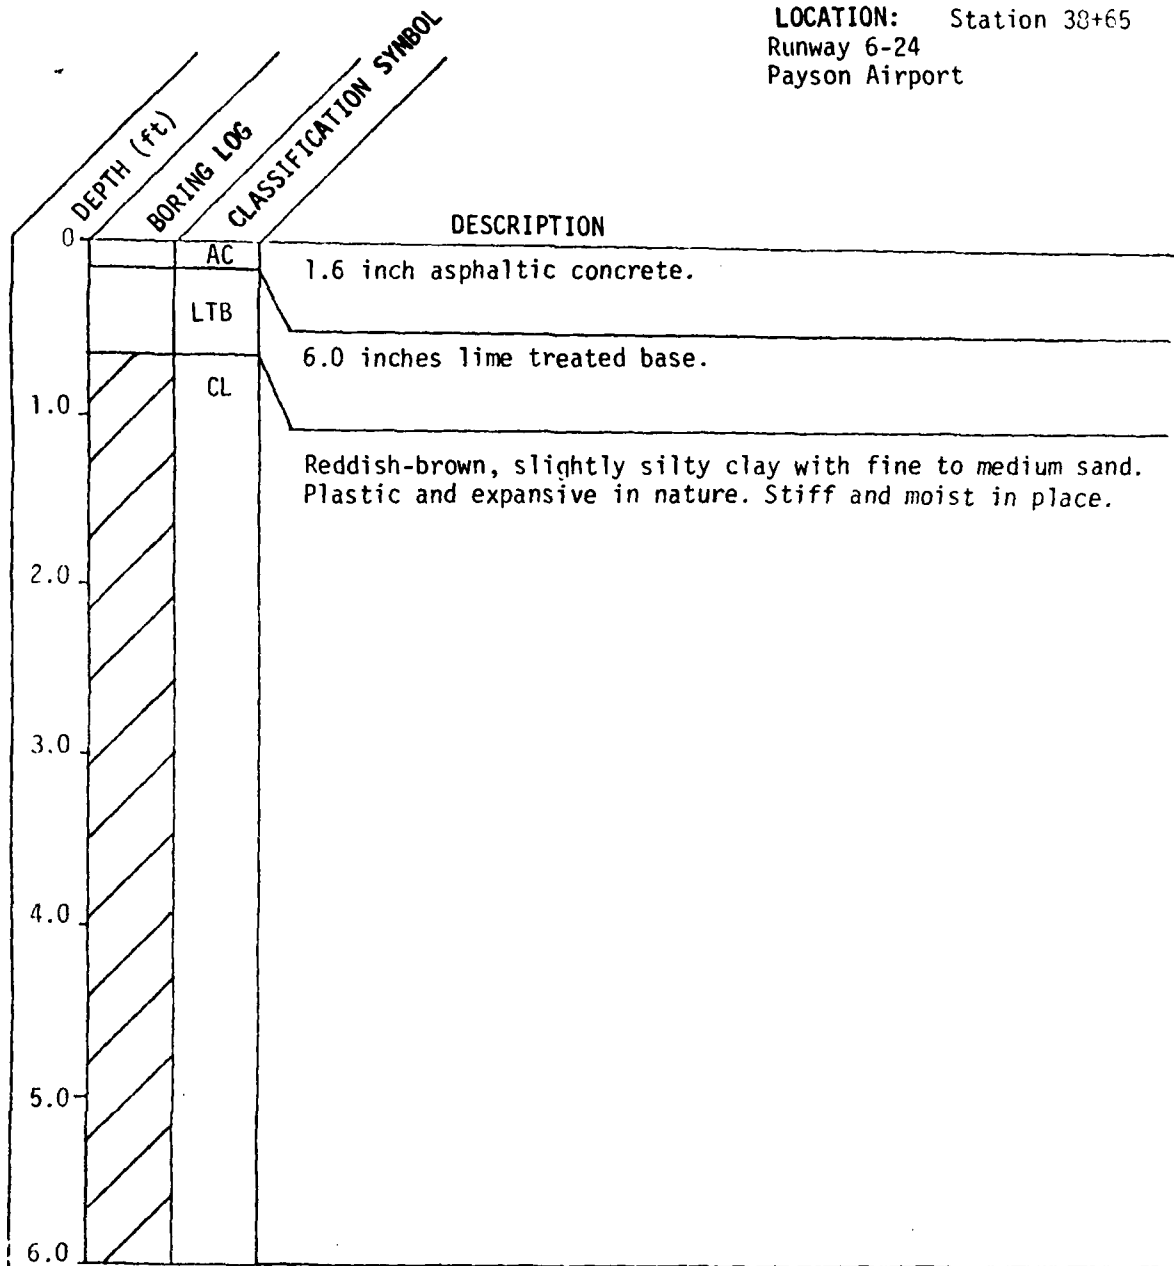 LOCATION: Station 38+65
Runway 6-24
Payson Airport
DEPTH (ft)
BORING LOG
CLASSIFICATION SYMBOL
DESCRIPTION
0
AC
1.6 inch asphaltic concrete.
LTB
6.0 inches lime treated base.
CL
1.0
Reddish-brown, slightly silty clay with fine to medium sand.
Plastic and expansive in nature. Stiff and moist in place.
2.0
3.0
4.0
5.0
6.0